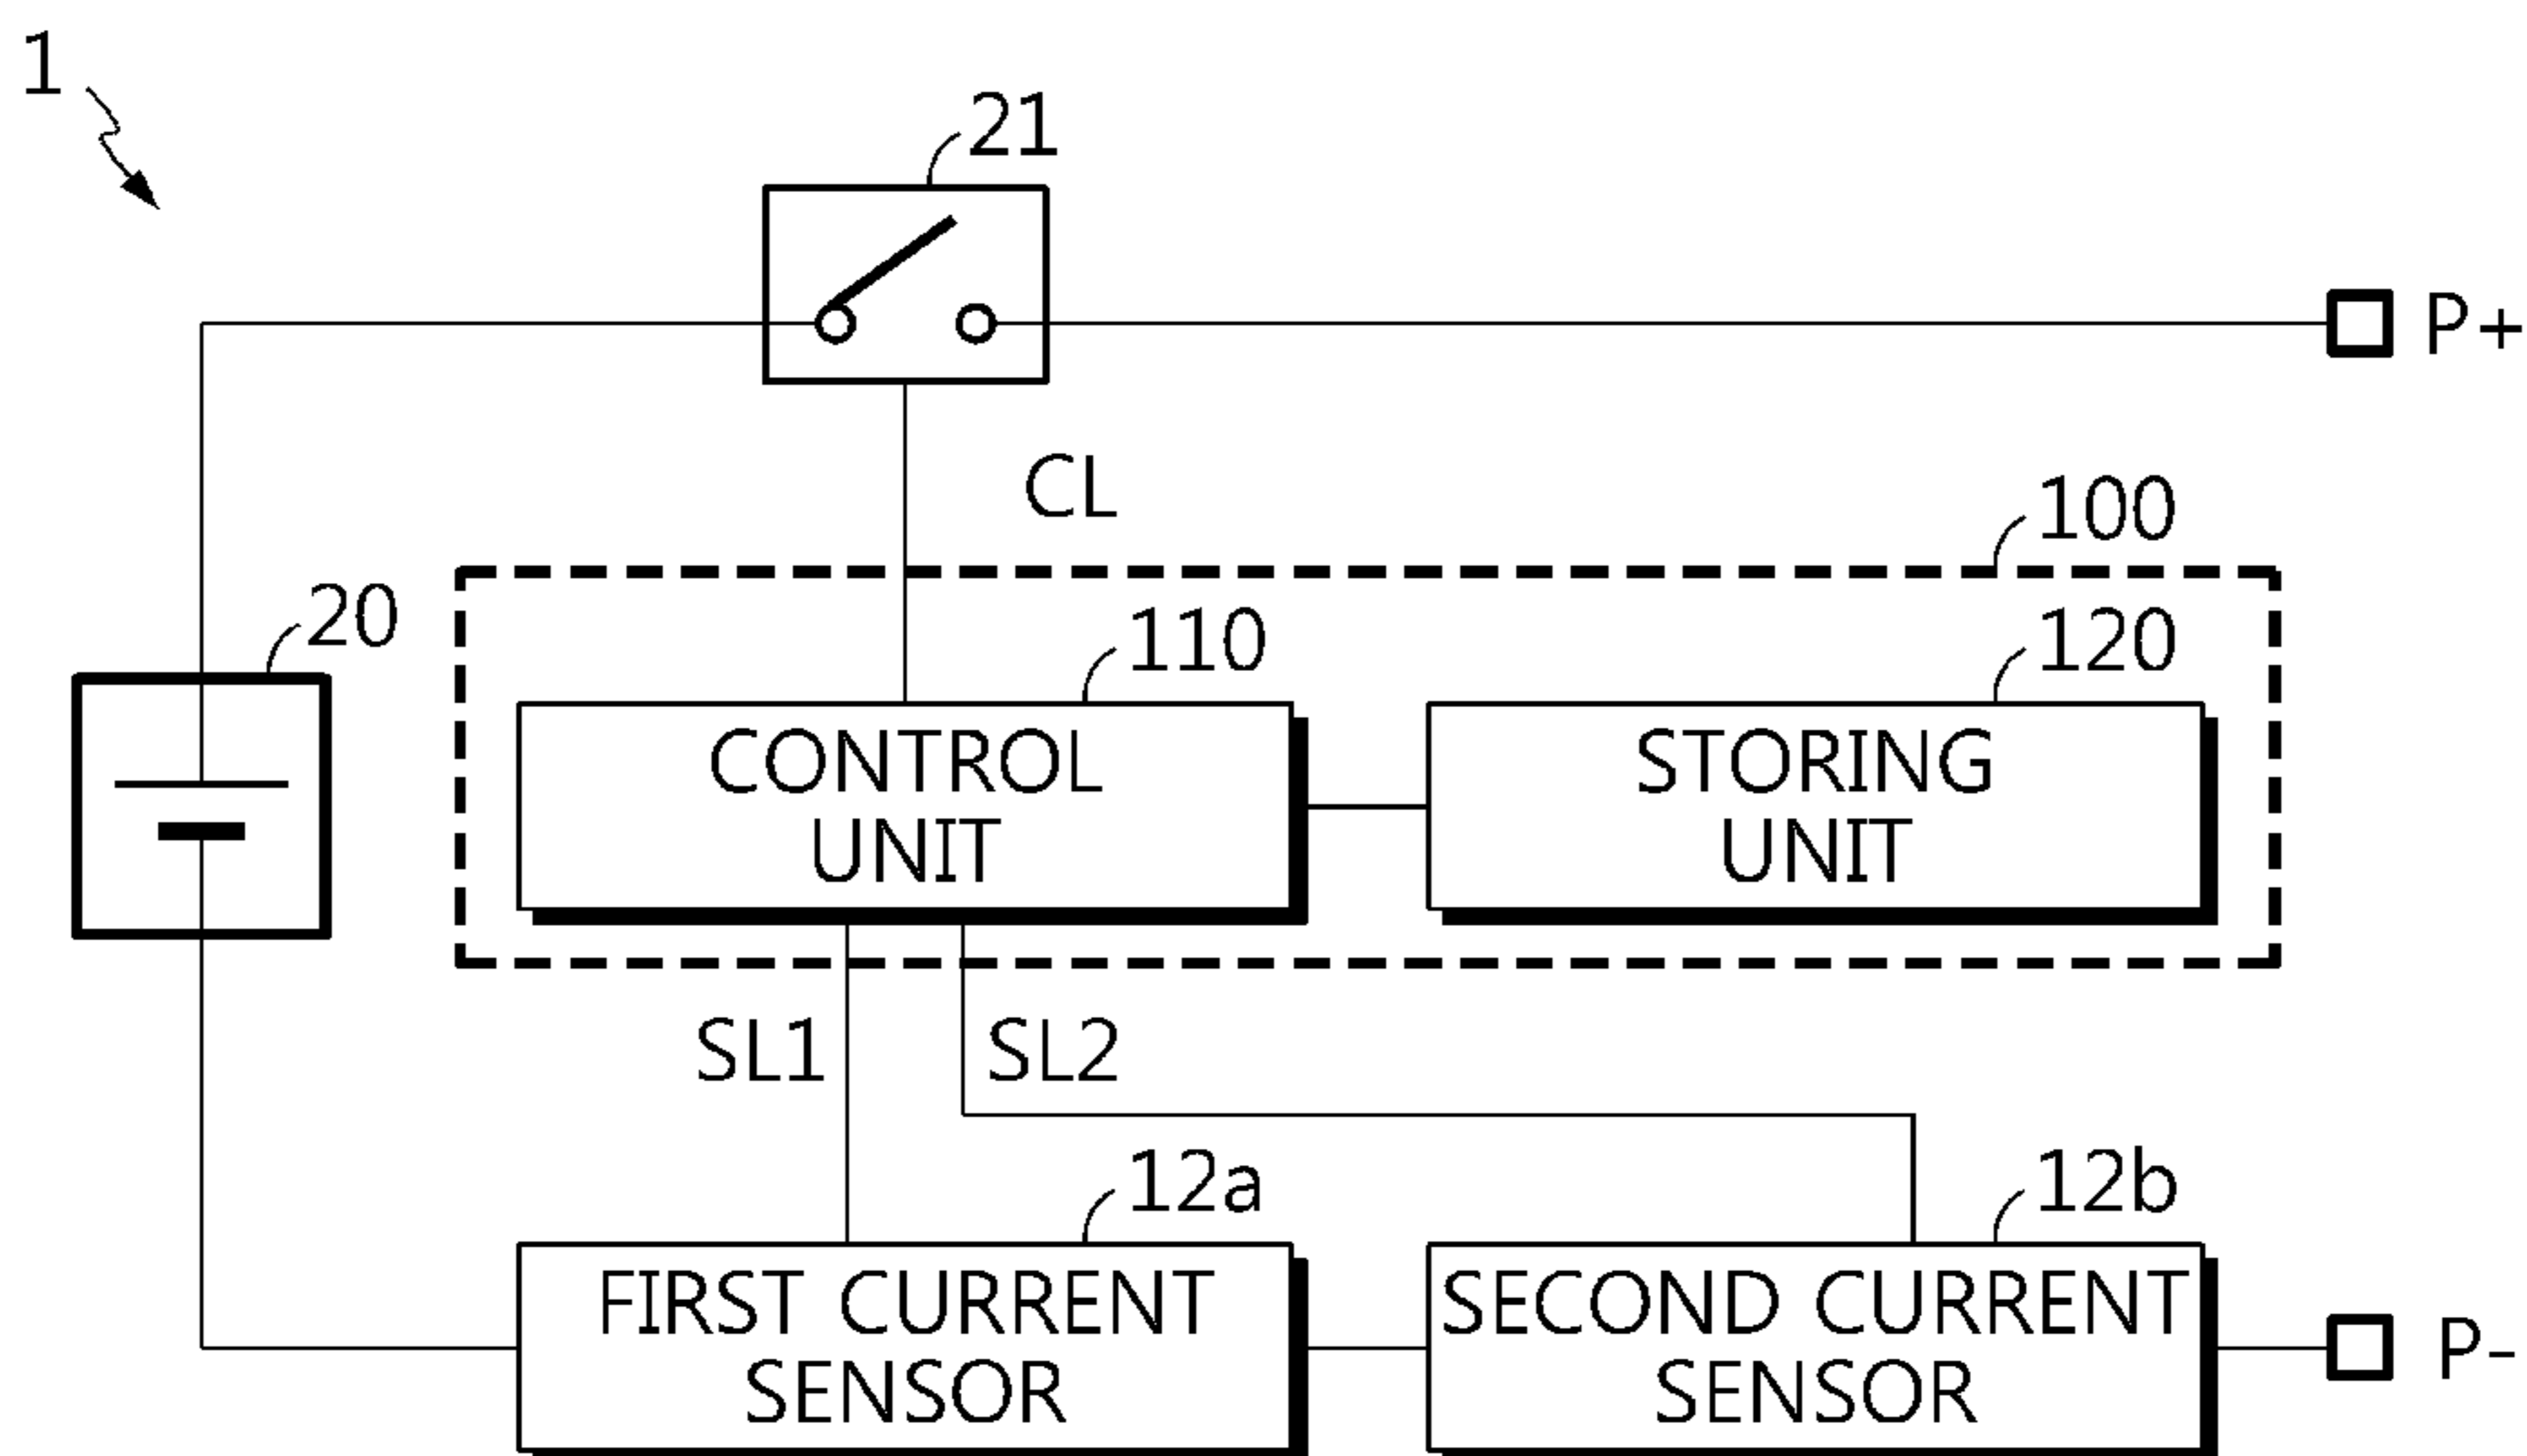 1
21
P+
CL
100
20
110
120
CONTROL
UNIT
STORING
UNIT
SL1
SL2
12a
12b
FIRST CURRENT
SENSOR
SECOND CURRENT
SENSOR
P-